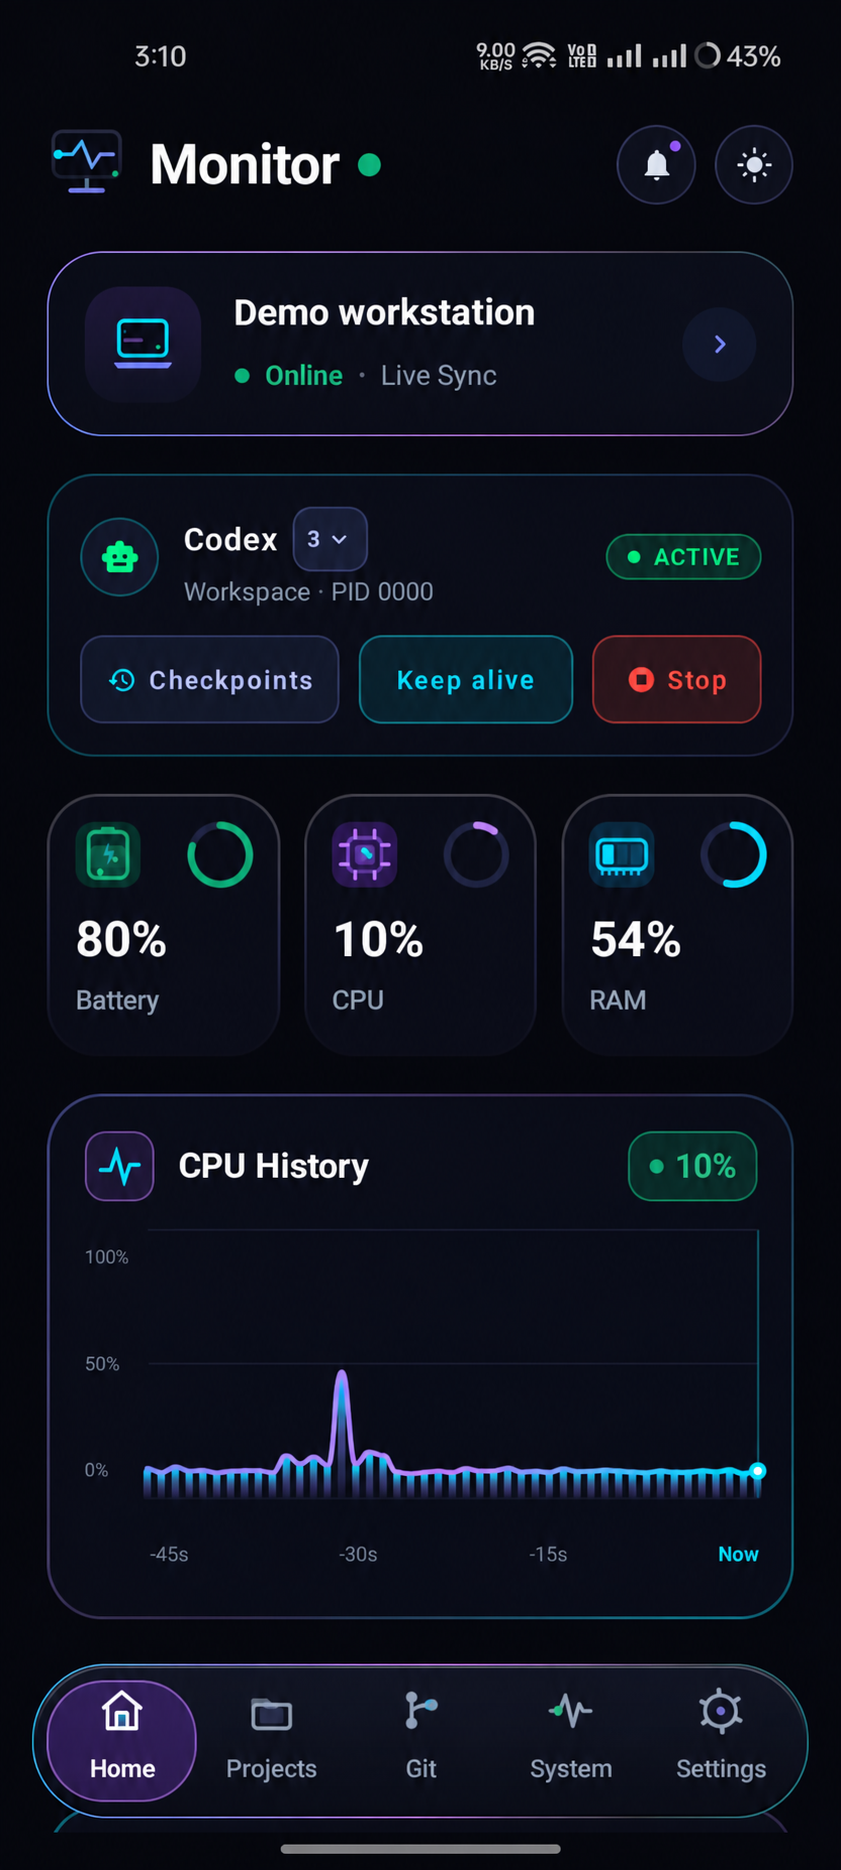 3:10
9.00 KB/S VoLTE 43%
Monitor
Demo workstation
Online · Live Sync
Codex 3
ACTIVE
Workspace · PID 0000
Checkpoints
Keep alive
Stop
80%
Battery
10%
CPU
54%
RAM
CPU History
10%
100%
50%
0%
-45s
-30s
-15s
Now
Home
Projects
Git
System
Settings